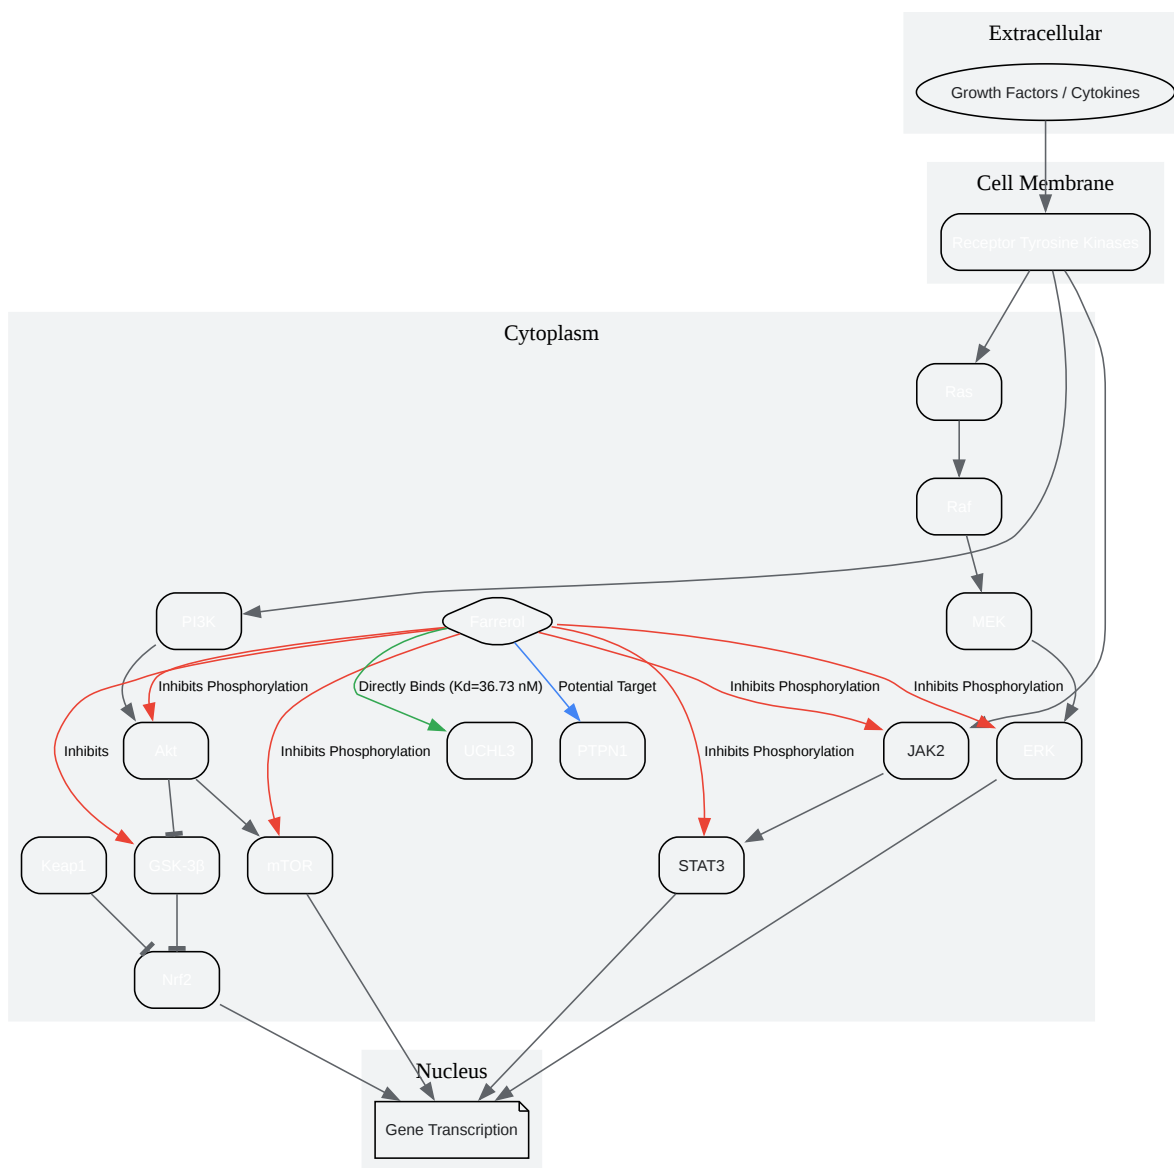 Extracellular
Growth Factors / Cytokines
Cell Membrane
Receptor Tyrosine Kinases
Cytoplasm
Ras
Raf
PI3K
Farrerol
MEK
Inhibits Phosphorylation
Directly Binds (Kd=36.73 nM)
Potential Target
Inhibits Phosphorylation
Inhibits Phosphorylation
Inhibits
Akt
Inhibits Phosphorylation
UCHL3
PTPN1
Inhibits Phosphorylation
JAK2
ERK
Keap1
GSK-3β
mTOR
STAT3
Nrf2
Nucleus
Gene Transcription